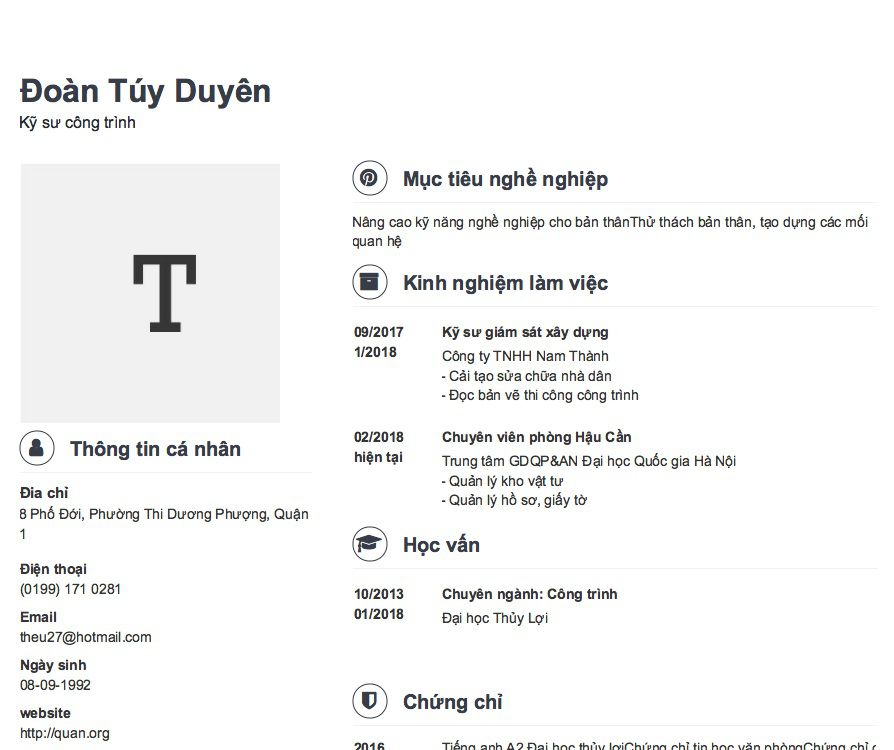 Đoàn Túy Duyên
Kỹ sư công trình
T
Thông tin cá nhân
Đia chỉ
8 Phố Đới, Phường Thi Dương Phượng, Quận
1
Điện thoại
(0199) 171 0281
Email
theu27@hotmail.com
Ngày sinh
08-09-1992
website
http://quan.org
Mục tiêu nghề nghiệp
Nâng cao kỹ năng nghề nghiệp cho bản thânThử thách bản thân, tạo dựng các mối
quan hệ
Kinh nghiệm làm việc
09/2017 Kỹ sư giám sát xây dựng
1/2018 Công ty TNHH Nam Thành
- Cải tạo sửa chữa nhà dân
- Đọc bản vẽ thi công công trình
02/2018 Chuyên viên phòng Hậu Cần
hiện tại Trung tâm GDQP&AN Đại học Quốc gia Hà Nội
- Quản lý kho vật tư
- Quản lý hồ sơ, giấy tờ
Học vấn
10/2013 Chuyên ngành: Công trình
01/2018 Đại học Thủy Lợi
Chứng chỉ
2016 Tiếng anh A2 Đại học thủy lợiChứng chỉ tin học văn phòngChứng chỉ